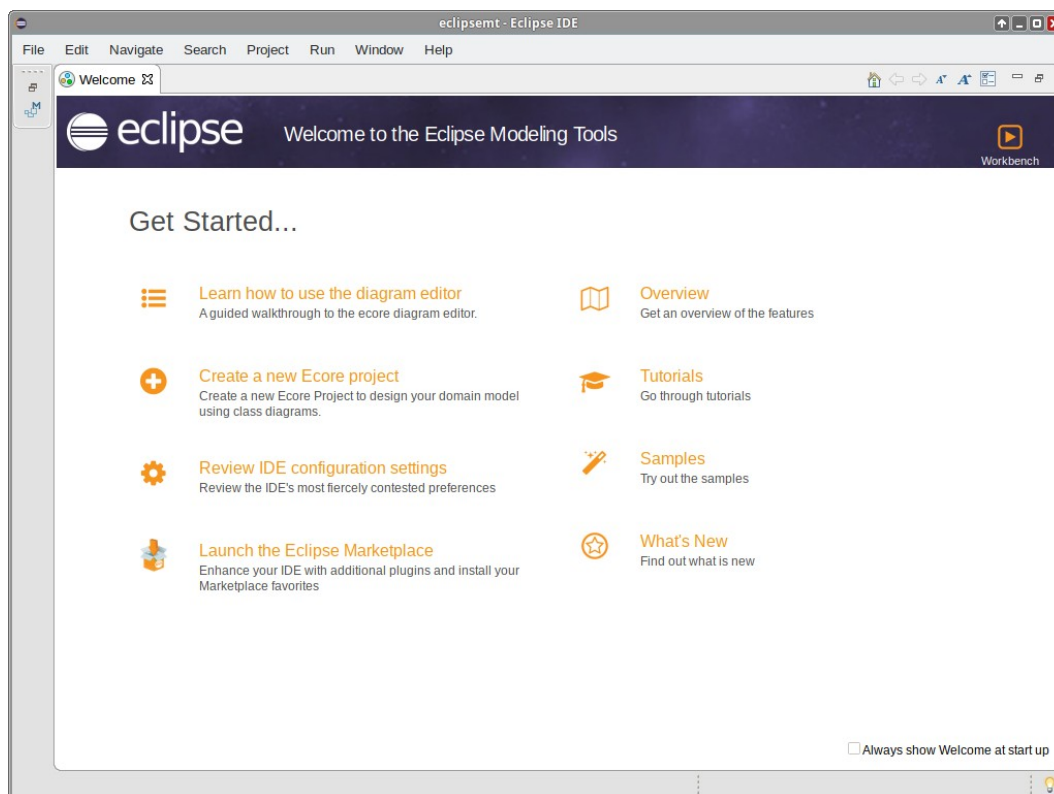 eclipsemt - Eclipse IDE
File Edit Navigate Search Project Run Window Help
Welcome
eclipse Welcome to the Eclipse Modeling Tools
Workbench
Get Started...
Learn how to use the diagram editor
A guided walkthrough to the ecore diagram editor.
Create a new Ecore project
Create a new Ecore Project to design your domain model
using class diagrams.
Review IDE configuration settings
Review the IDE's most fiercely contested preferences
Launch the Eclipse Marketplace
Enhance your IDE with additional plugins and install your
Marketplace favorites
Overview
Get an overview of the features
Tutorials
Go through tutorials
Samples
Try out the samples
What's New
Find out what is new
Always show Welcome at start up